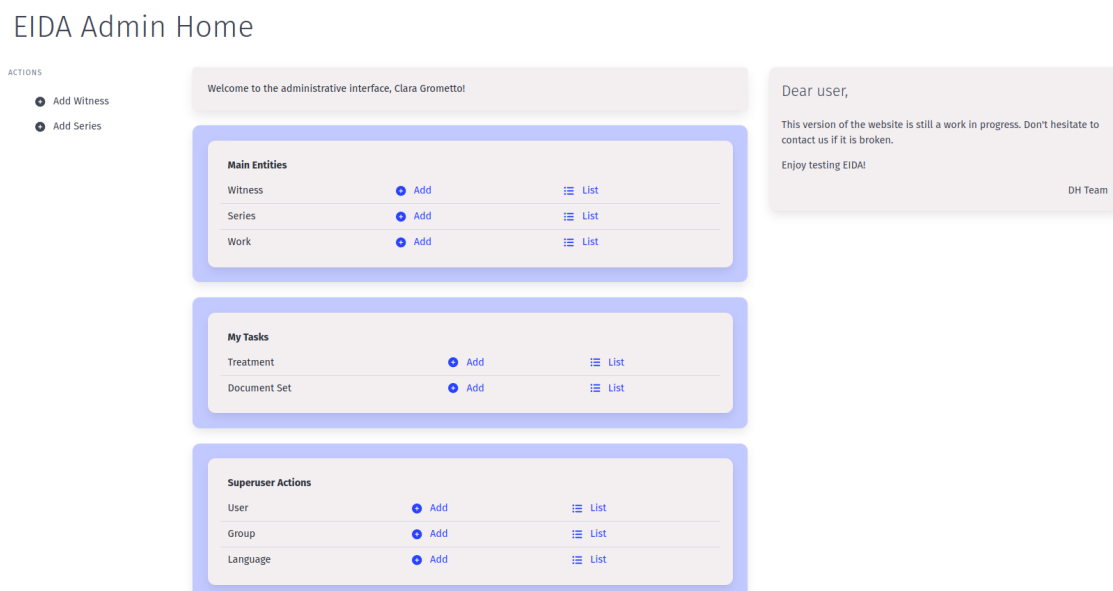 EIDA Admin Home
ACTIONS
Add Witness
Add Series
Welcome to the administrative interface, Clara Grometto!
Main Entities
Witness Add List
Series Add List
Work Add List
My Tasks
Treatment Add List
Document Set Add List
Superuser Actions
User Add List
Group Add List
Language Add List
Dear user,
This version of the website is still a work in progress. Don't hesitate to
contact us if it is broken.
Enjoy testing EIDA!
DH Team